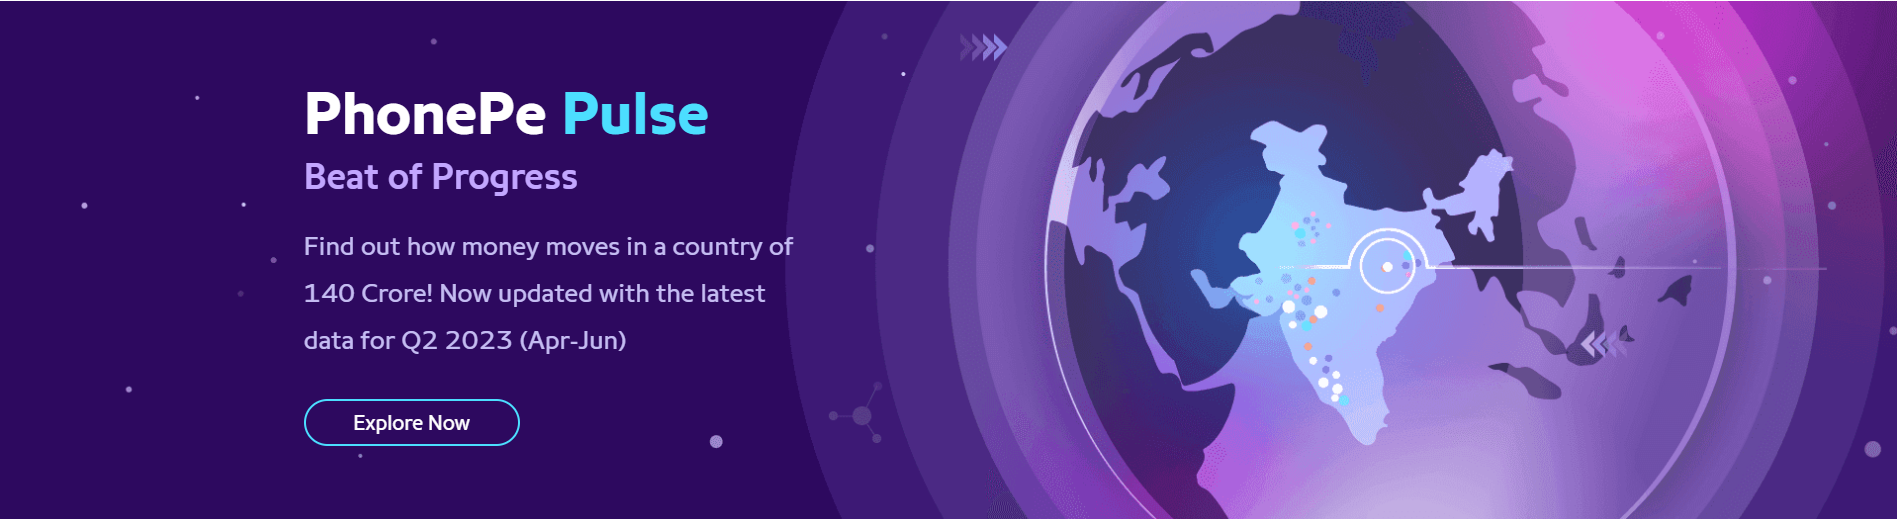 PhonePe Pulse
Beat of Progress
Find out how money moves in a country of
140 Crore! Now updated with the latest
data for Q2 2023 (Apr-Jun)
Explore Now